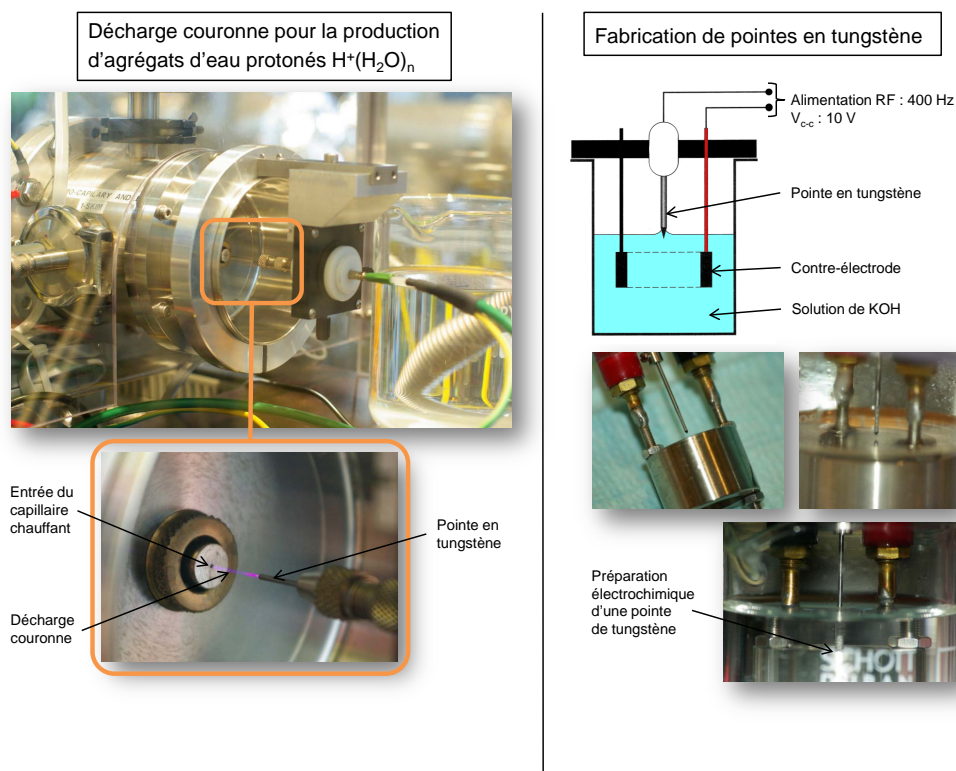 Décharge couronne pour la production
d'agrégats d'eau protonés H⁺(H₂O)ₙ
Entrée du
capillaire
chauffant
Décharge
couronne
Pointe en
tungstène
Fabrication de pointes en tungstène
Alimentation RF : 400 Hz
V_c-c : 10 V
Pointe en tungstène
Contre-électrode
Solution de KOH
Préparation
électrochimique
d'une pointe
de tungstène
SCHOTT